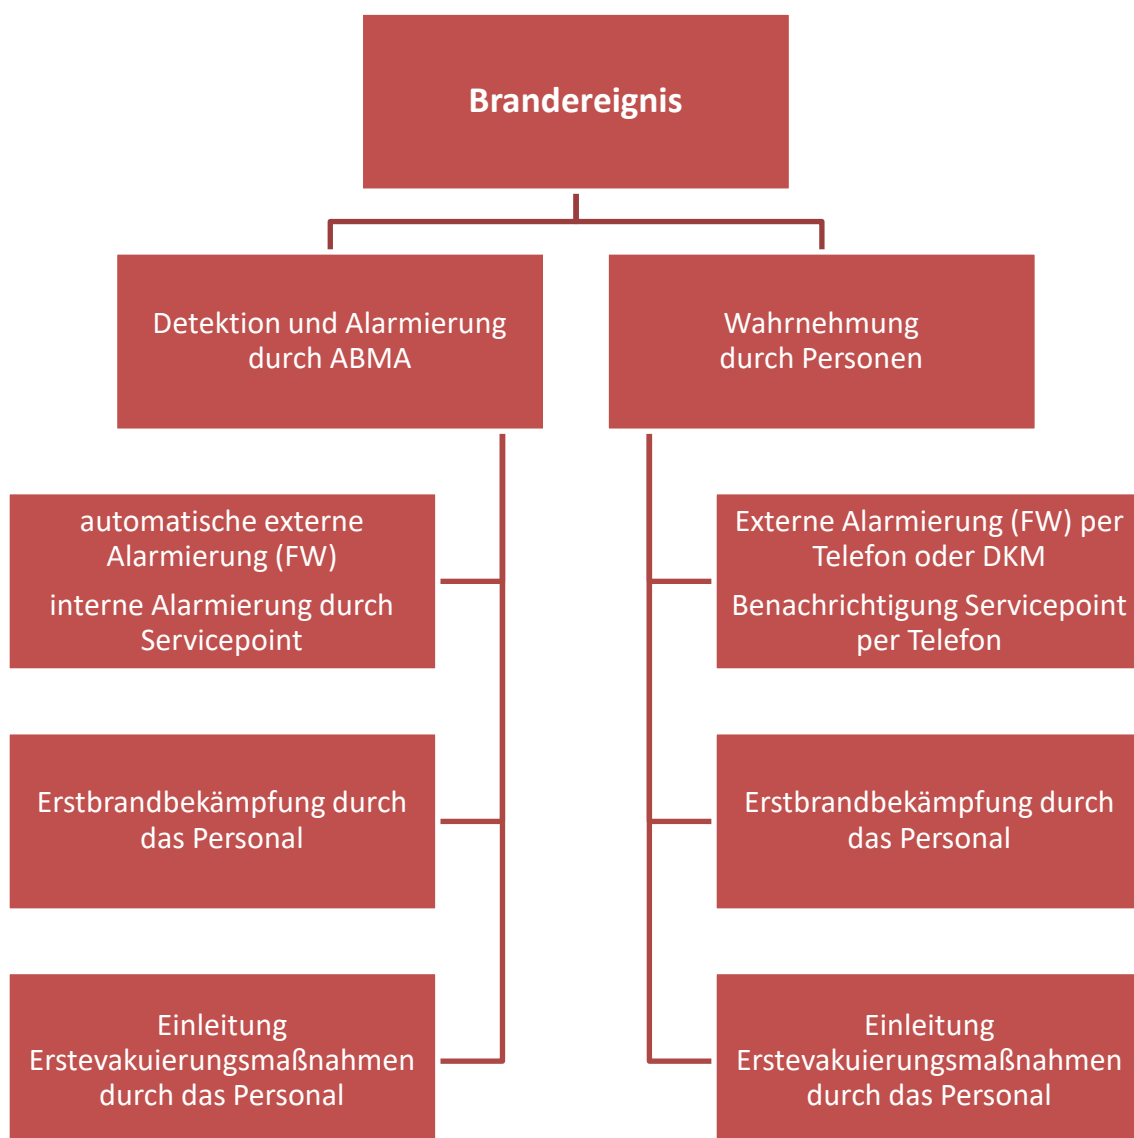 Brandereignis
Detektion und Alarmierung
durch ABMA
Wahrnehmung
durch Personen
automatische externe
Alarmierung (FW)
interne Alarmierung durch
Servicepoint
Externe Alarmierung (FW) per
Telefon oder DKM
Benachrichtigung Servicepoint
per Telefon
Erstbrandbekämpfung durch
das Personal
Erstbrandbekämpfung durch
das Personal
Einleitung
Erstevakuierungsmaßnahmen
durch das Personal
Einleitung
Erstevakuierungsmaßnahmen
durch das Personal